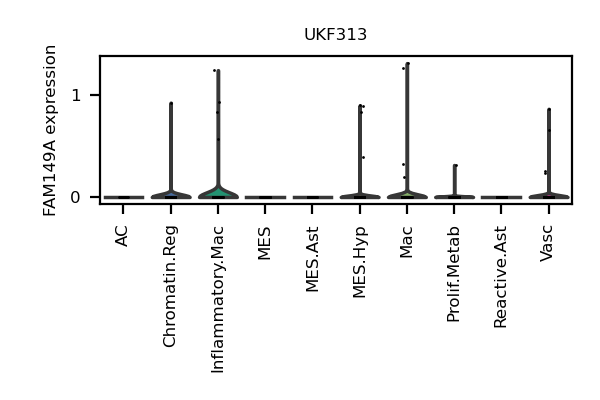 UKF313
FAM149A expression
1
0
AC
Chromatin.Reg
Inflammatory.Mac
MES
MES.Ast
MES.Hyp
Mac
Prolif.Metab
Reactive.Ast
Vasc